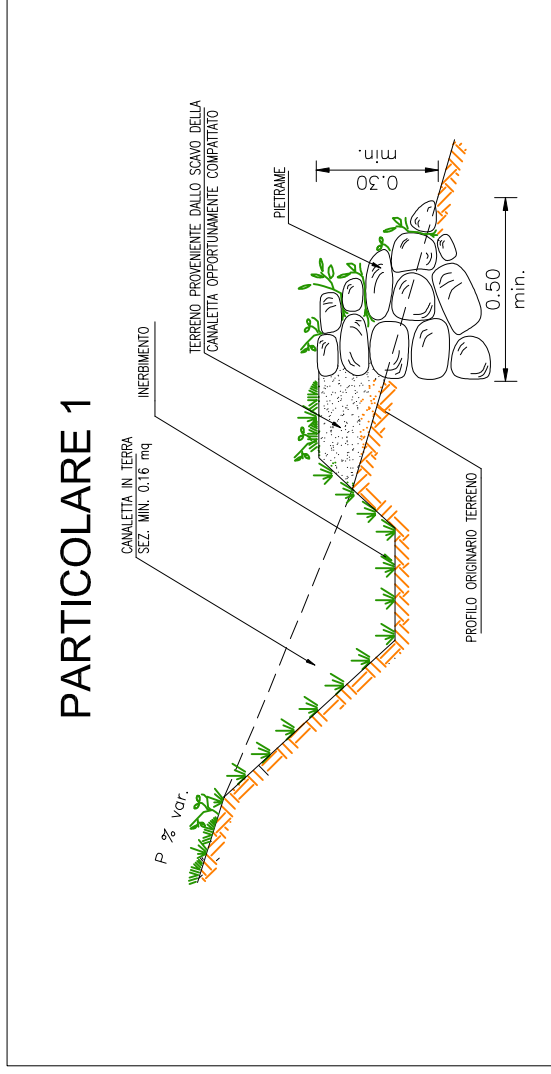 PARTICOLARE 1
CANALETTA IN TERRA
SEZ. MIN. 0.16 mq
INERBIMENTO
TERRENO PROVENIENTE DALLO SCAVO DELLA
CANALETTA OPPORTUNAMENTE COMPATTATO
PIETRAME
P % var.
0.30
min.
0.50
min.
PROFILO ORIGINARIO TERRENO